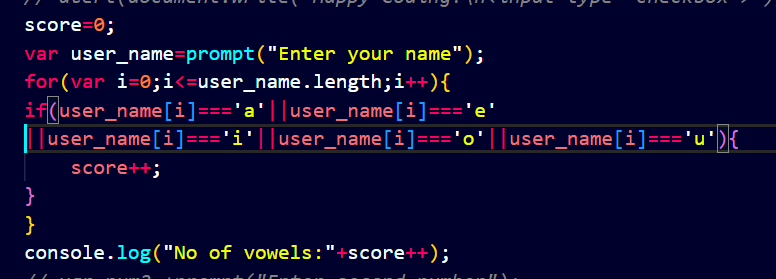 score=0;
var user_name=prompt("Enter your name");
for(var i=0;i<=user_name.length;i++){
if(user_name[i]==='a'||user_name[i]==='e'
||user_name[i]==='i'||user_name[i]==='o'||user_name[i]==='u'){
score++;
}
}
console.log("No of vowels:"+score++);